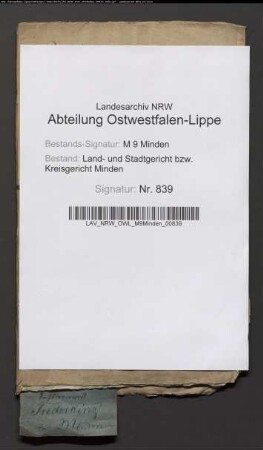 Landesarchiv NRW
Abteilung Ostwestfalen-Lippe
Bestands-Signatur: M 9 Minden
Bestand: Land- und Stadtgericht bzw.
Kreisgericht Minden
Signatur: Nr. 839
LAV_NRW_OWL_M9Minden_00839